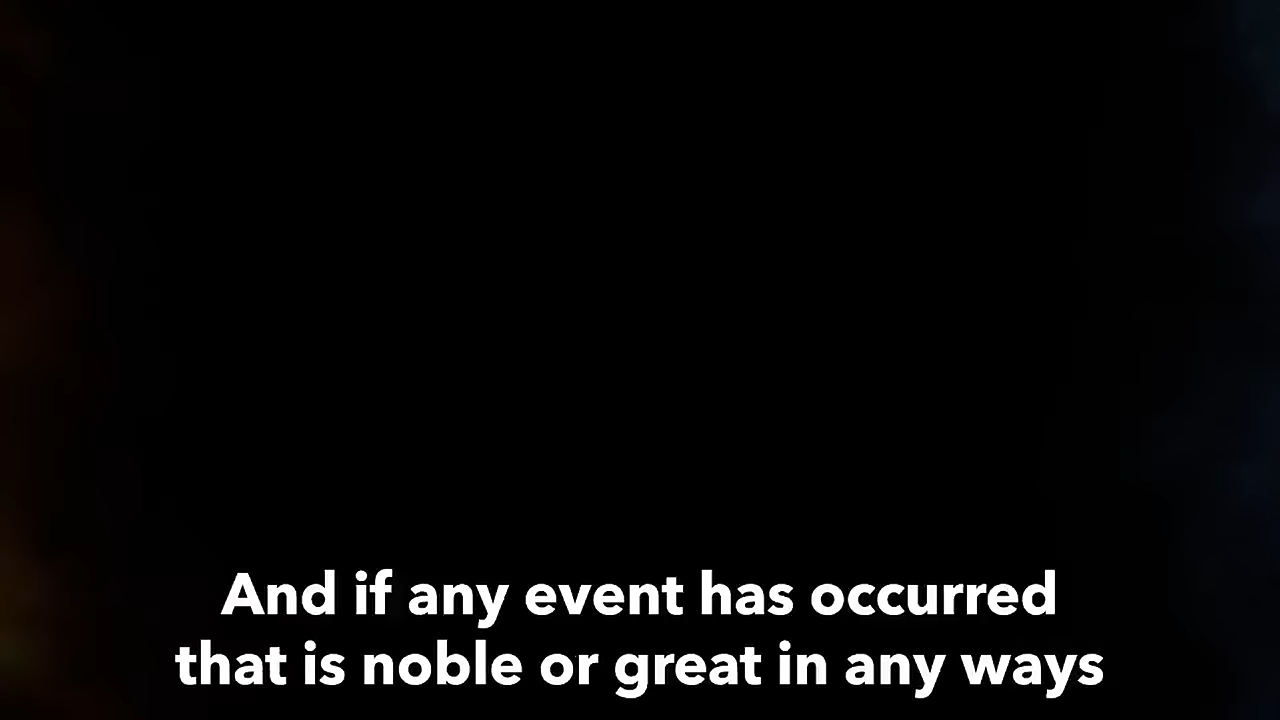 And if any event has occurred
that is noble or great in any ways